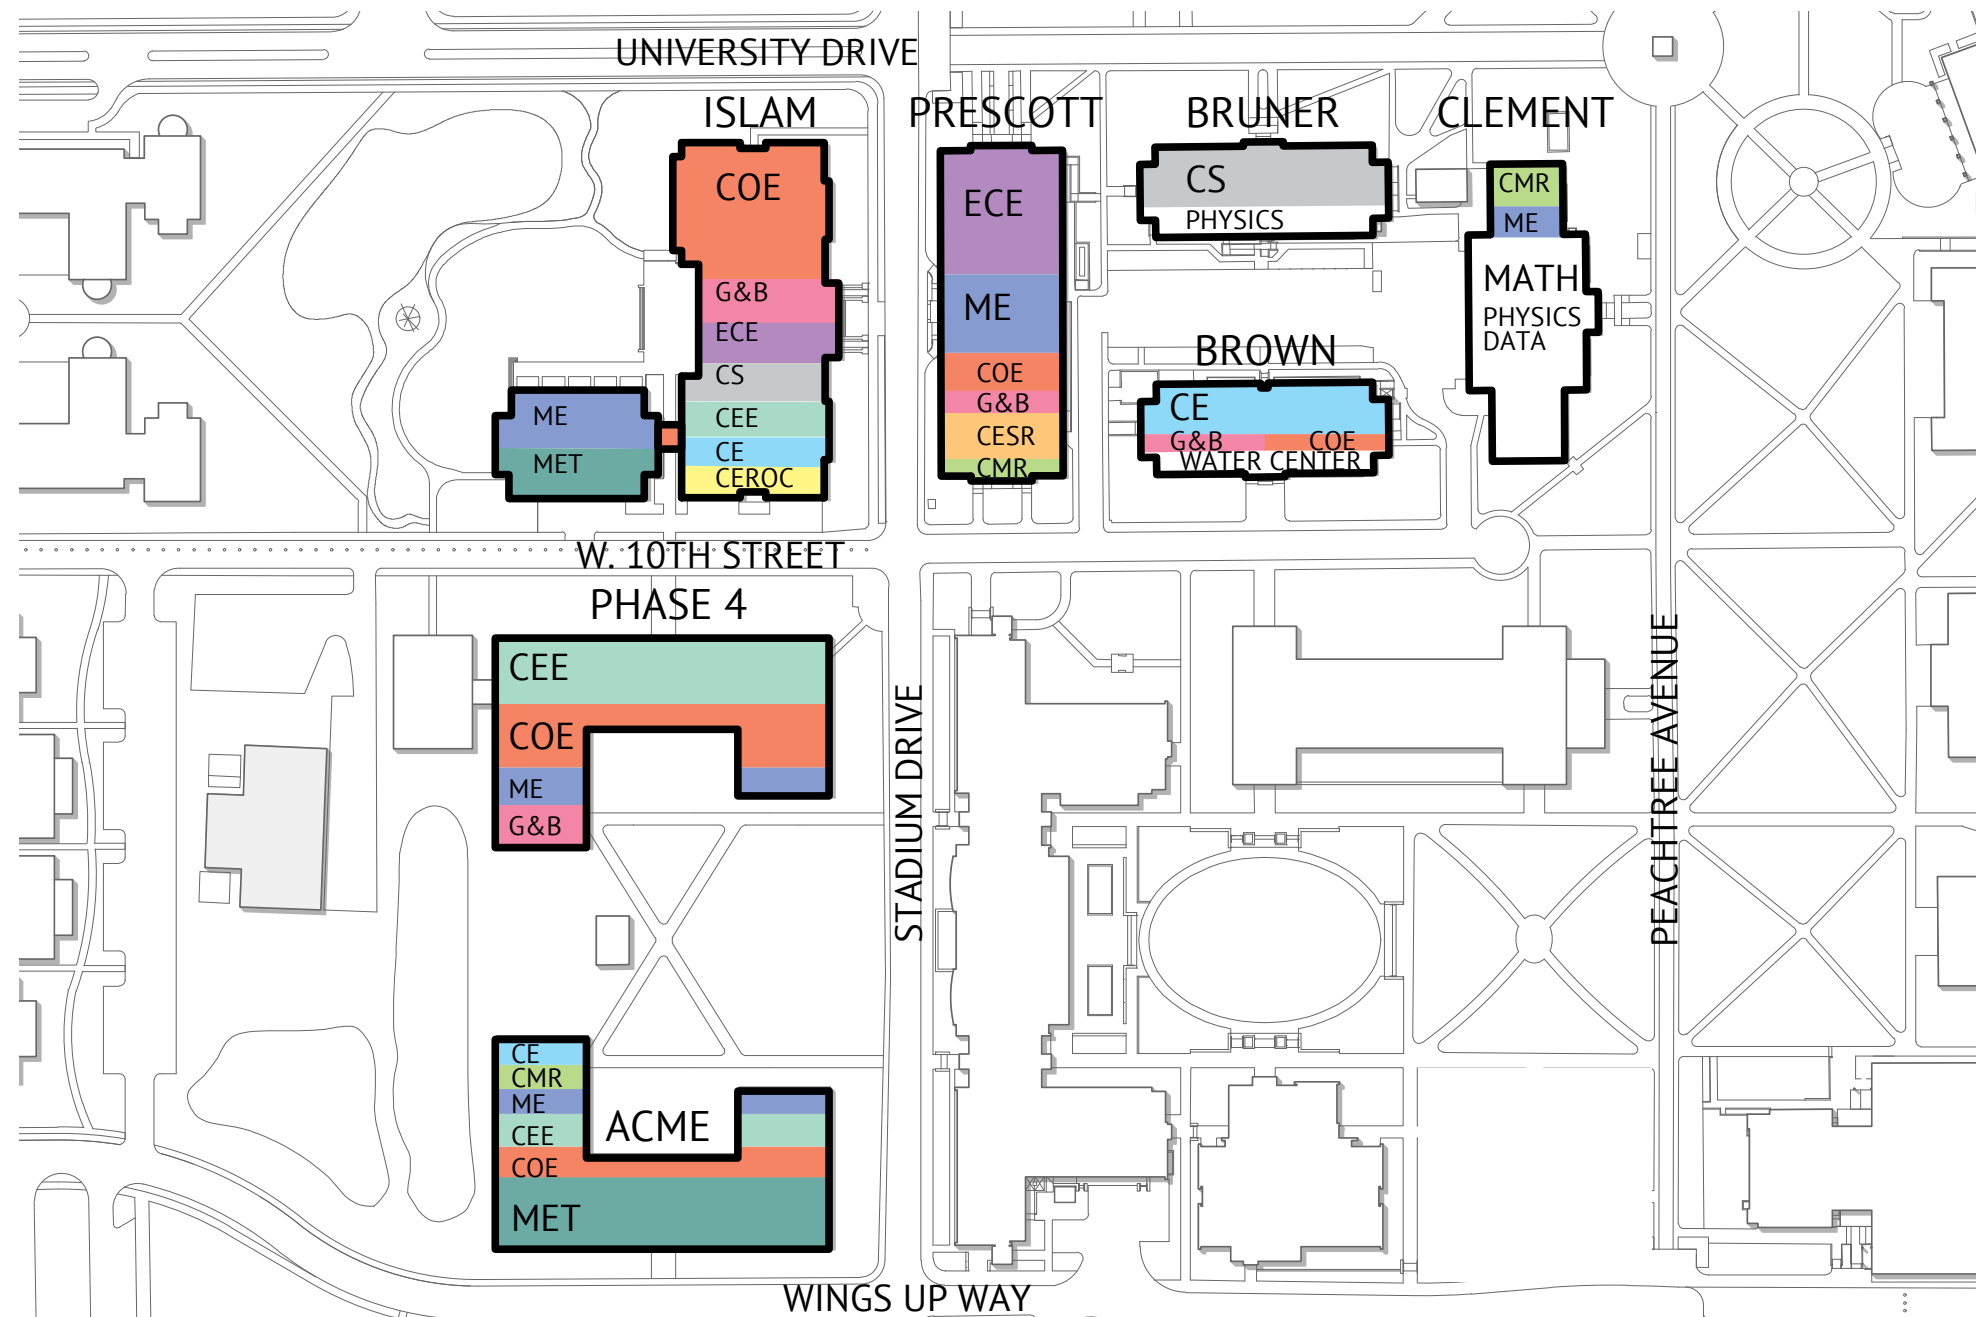 UNIVERSITY DRIVE
ISLAM
PRESCOTT
BRUNER
CLEMENT
COE
G&B
ECE
CS
CEE
CE
CEROC
ME
MET
ECE
ME
COE
G&B
CESR
CMR
CS
PHYSICS
CMR
ME
MATH
PHYSICS
DATA
BROWN
CE
G&B
COE
WATER CENTER
W. 10TH STREET
PHASE 4
CEE
COE
ME
G&B
STADIUM DRIVE
PEACHTREE AVENUE
CE
CMR
ME
CEE
COE
MET
ACME
WINGS UP WAY